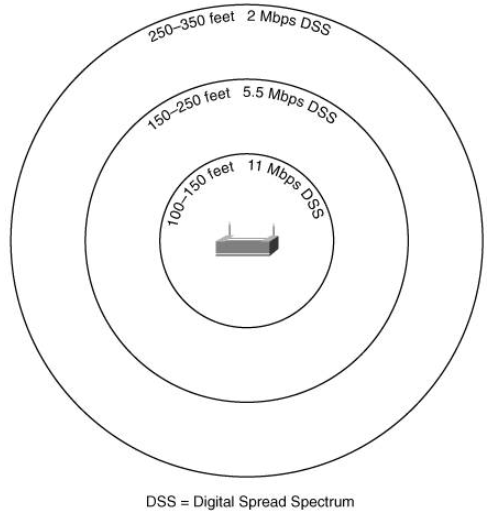 250–350 feet 2 Mbps DSS
150–250 feet 5.5 Mbps DSS
100–150 feet 11 Mbps DSS
DSS = Digital Spread Spectrum